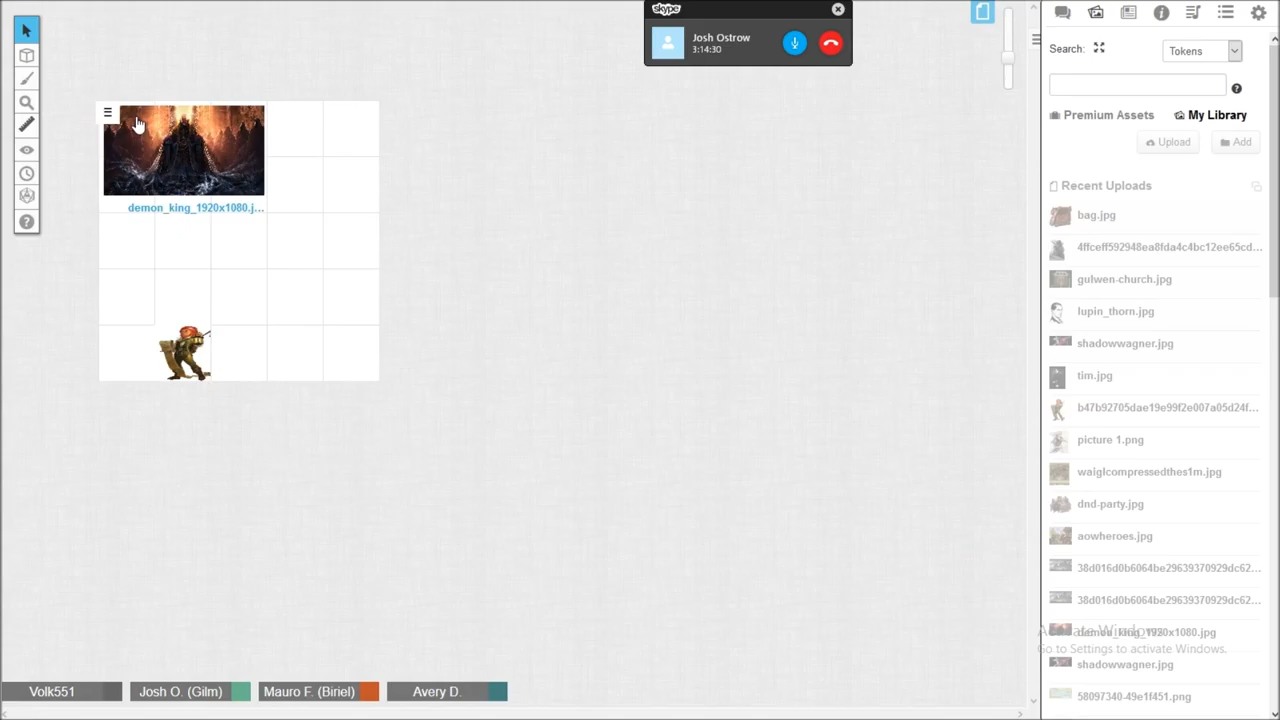 skype
Josh Ostrow
3:14:30
Search:
Tokens
Premium Assets
My Library
Upload
Add
demon_king_1920x1080.j...
Recent Uploads
bag.jpg
4ffceff592948ea8fda4c4bc12ee65cd...
gulwen-church.jpg
lupin_thorn.jpg
shadowwagner.jpg
tim.jpg
b47b92705dae19e99f2e007a05d24f...
picture 1.png
waiglcompressedthes1m.jpg
dnd-party.jpg
aowheroes.jpg
38d016d0b6064be29639370929dc62...
38d016d0b6064be29639370929dc62...
demon_king_1920x1080.jpg
Activate Windows
Go to Settings to activate Windows.
shadowwagner.jpg
58097340-49e1f451.png
Volk551
Josh O. (Gilm)
Mauro F. (Biriel)
Avery D.